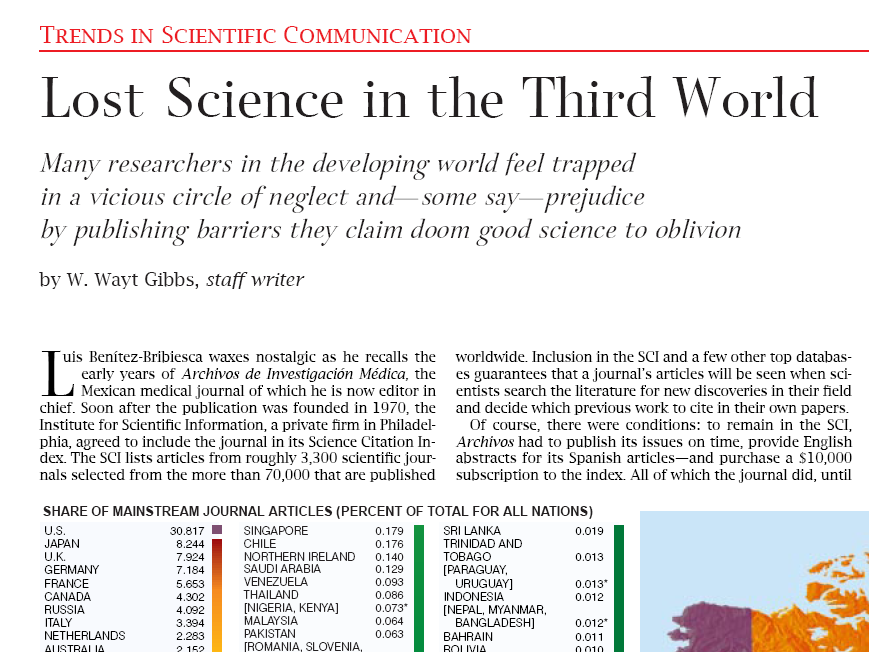 TRENDS IN SCIENTIFIC COMMUNICATION
Lost Science in the Third World
Many researchers in the developing world feel trapped
in a vicious circle of neglect and—some say—prejudice
by publishing barriers they claim doom good science to oblivion
by W. Wayt Gibbs, staff writer
Luis Benítez-Bribiesca waxes nostalgic as he recalls the
early years of Archivos de Investigación Médica, the
Mexican medical journal of which he is now editor in
chief. Soon after the publication was founded in 1970, the
Institute for Scientific Information, a private firm in Philadel-
phia, agreed to include the journal in its Science Citation In-
dex. The SCI lists articles from roughly 3,300 scientific jour-
nals selected from the more than 70,000 that are published
worldwide. Inclusion in the SCI and a few other top databas-
es guarantees that a journal's articles will be seen when sci-
entists search the literature for new discoveries in their field
and decide which previous work to cite in their own papers.
Of course, there were conditions: to remain in the SCI,
Archivos had to publish its issues on time, provide English
abstracts for its Spanish articles—and purchase a $10,000
subscription to the index. All of which the journal did, until
SHARE OF MAINSTREAM JOURNAL ARTICLES (PERCENT OF TOTAL FOR ALL NATIONS)
U.S. 30.817
JAPAN 8.244
U.K. 7.924
GERMANY 7.184
FRANCE 5.653
CANADA 4.302
RUSSIA 4.092
ITALY 3.394
NETHERLANDS 2.283
AUSTRALIA 2.152
SINGAPORE 0.179
CHILE 0.176
NORTHERN IRELAND 0.140
SAUDI ARABIA 0.129
VENEZUELA 0.093
THAILAND 0.086
[NIGERIA, KENYA] 0.073*
MALAYSIA 0.064
PAKISTAN 0.063
[ROMANIA, SLOVENIA,
SRI LANKA 0.019
TRINIDAD AND
TOBAGO 0.013
[PARAGUAY,
URUGUAY] 0.013*
INDONESIA 0.012
[NEPAL, MYANMAR,
BANGLADESH] 0.012*
BAHRAIN 0.011
BOLIVIA 0.010